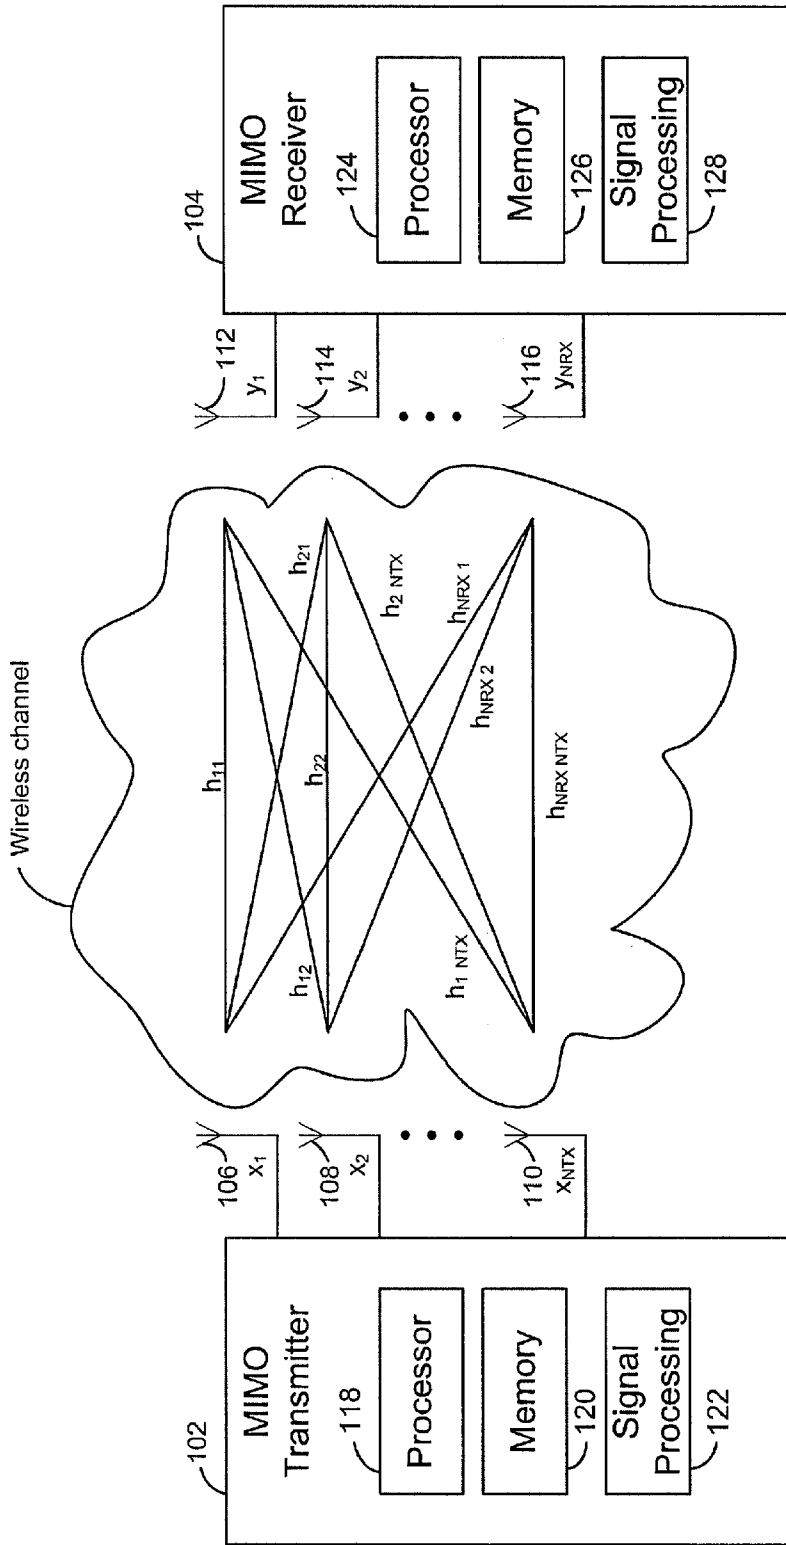 Wireless channel
102
MIMO
Transmitter
118
Processor
Memory
120
Signal
Processing
122
106
x1
108
x2
110
xNTX
h11
h12
h21
h22
h1 NTX
h2 NTX
hNRX 1
hNRX 2
hNRX NTX
112
y1
114
y2
116
yNRX
104
MIMO
Receiver
124
Processor
Memory
126
Signal
Processing
128